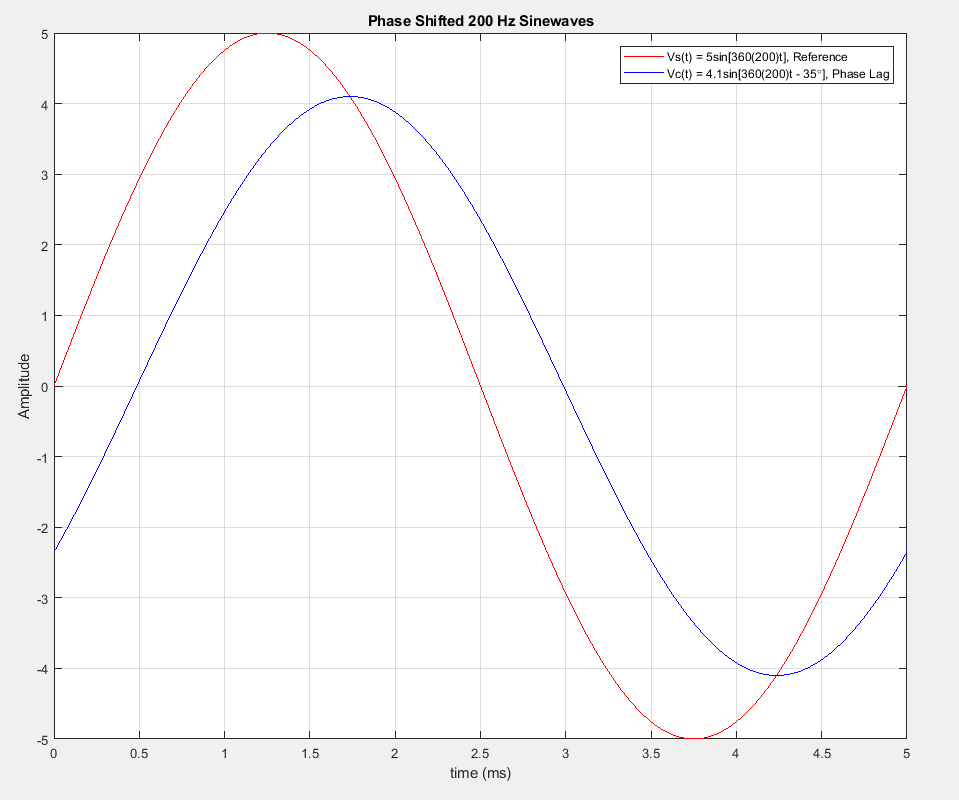 Phase Shifted 200 Hz Sinewaves
Vs(t) = 5sin[360(200)t], Reference
Vc(t) = 4.1sin[360(200)t - 35°], Phase Lag
5
4
3
2
1
0
-1
-2
-3
-4
-5
Amplitude
0 0.5 1 1.5 2 2.5 3 3.5 4 4.5 5
time (ms)